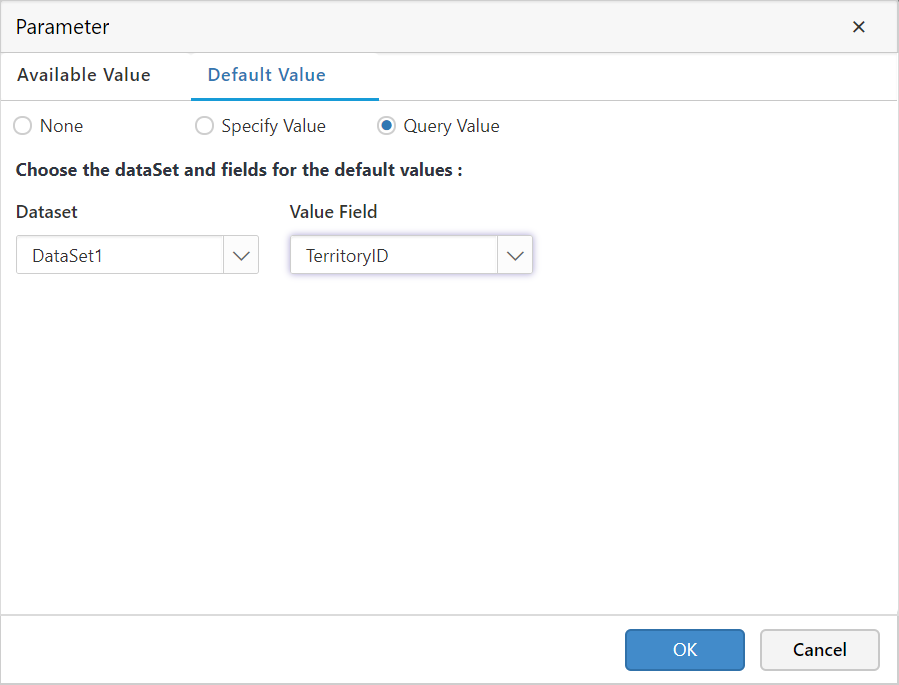 Parameter
Available Value Default Value
None Specify Value Query Value
Choose the dataSet and fields for the default values :
Dataset Value Field
DataSet1 TerritoryID
OK Cancel